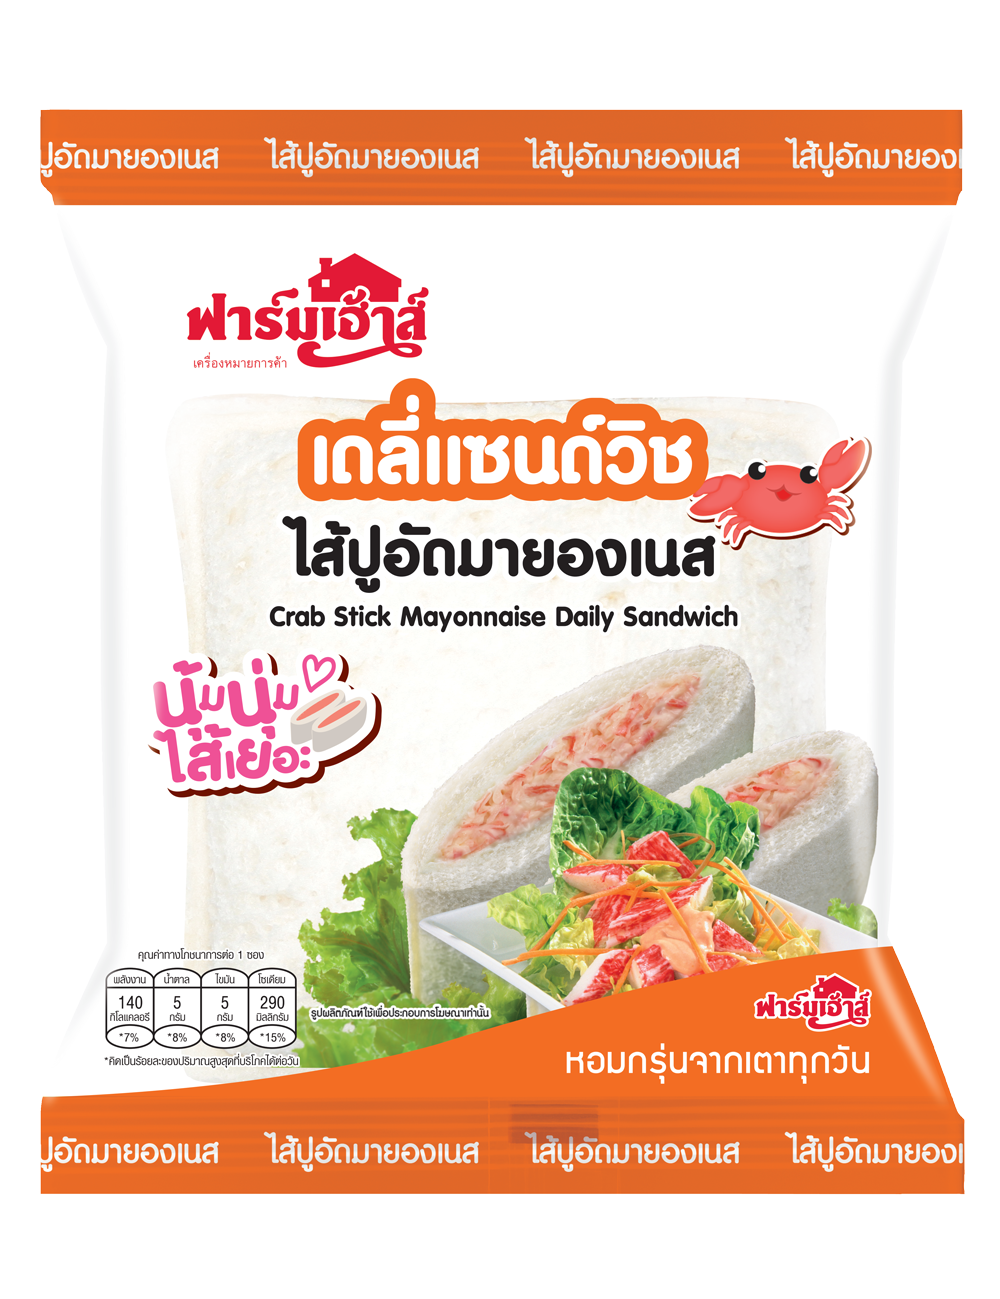 ปูอัดมายองเนส ไส้ปูอัดมายองเนส ไส้ปูอัดมายองเนส ไส้ปูอัดมายอง
ฟาร์มเฮ้าส์
เครื่องหมายการค้า
เดลี่แซนด์วิช
ไส้ปูอัดมายองเนส
Crab Stick Mayonnaise Daily Sandwich
นุ้มนุ่ม
ไส้เยอะ
คุณค่าทางโภชนาการต่อ 1 ซอง
พลังงาน น้ำตาล ไขมัน โซเดียม
140 5 5 290
กิโลแคลอรี กรัม กรัม มิลลิกรัม
*7% *8% *8% *15%
*คิดเป็นร้อยละของปริมาณสูงสุดที่บริโภคได้ต่อวัน
รูปผลิตภัณฑ์ใช้เพื่อประกอบการโฆษณาเท่านั้น
ฟาร์มเฮ้าส์
หอมกรุ่นจากเตาทุกวัน
ปูอัดมายองเนส ไส้ปูอัดมายองเนส ไส้ปูอัดมายองเนส ไส้ปูอัดมายอง